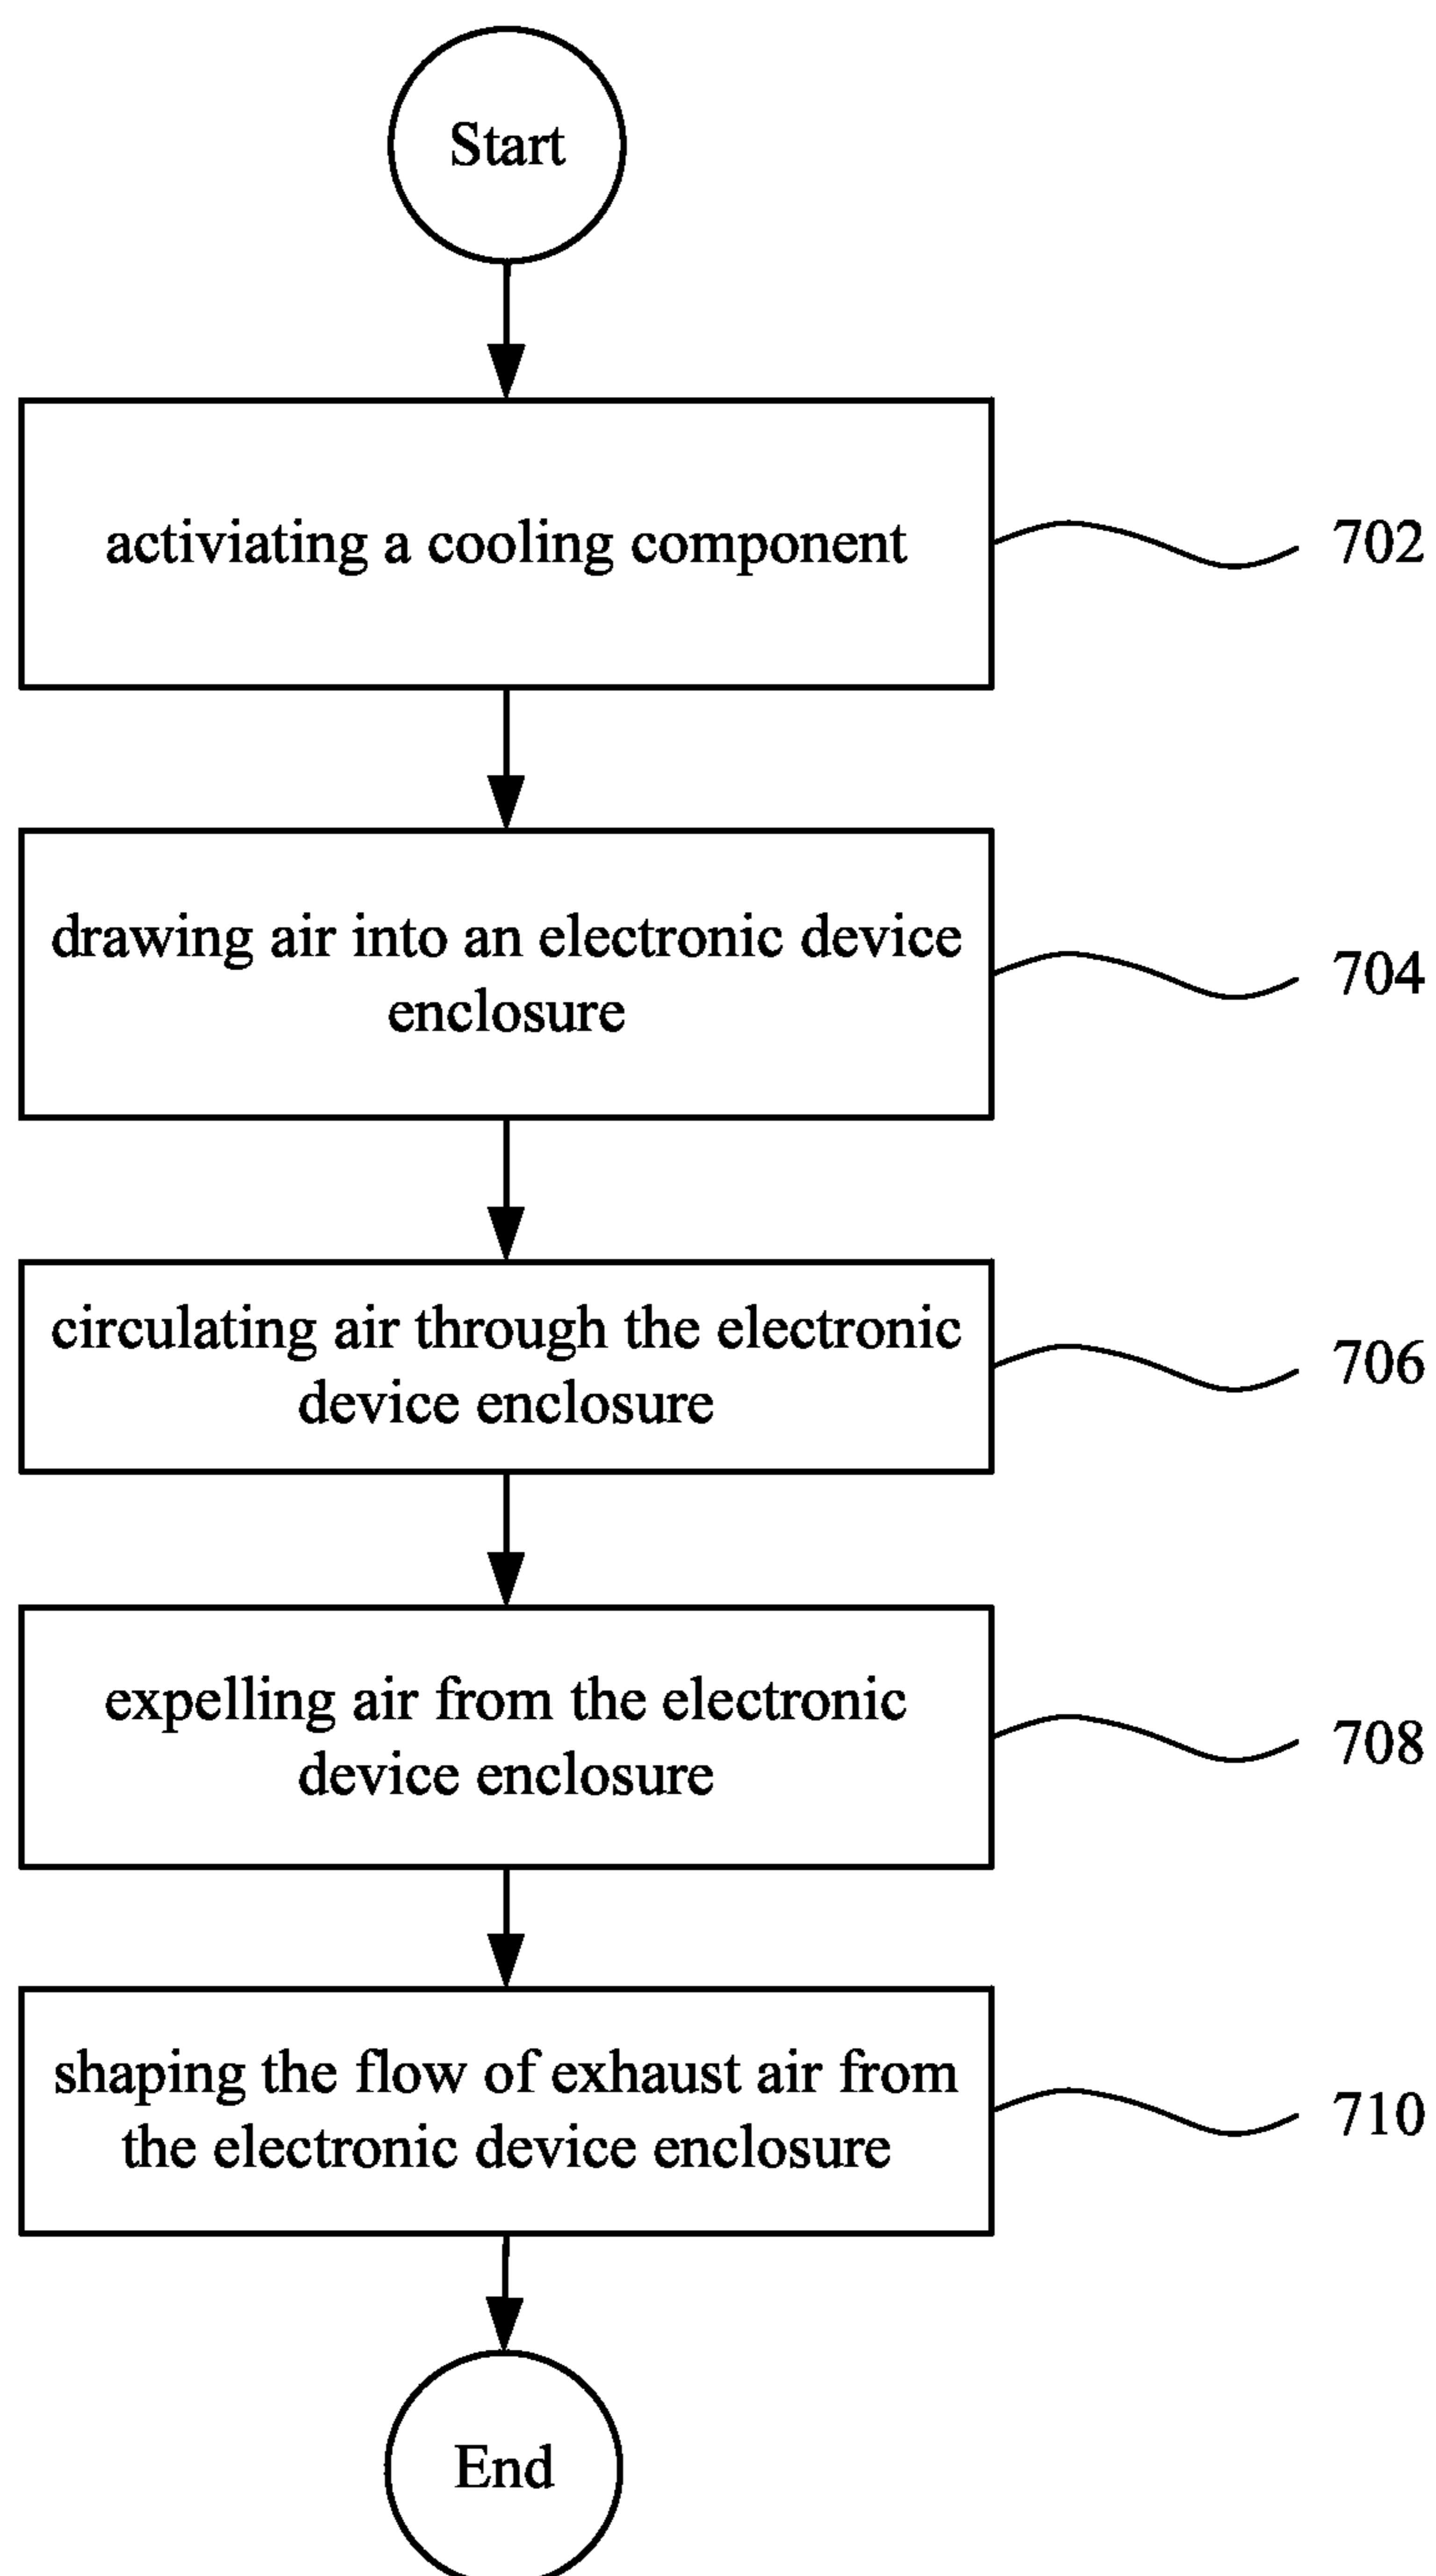 Start
activiating a cooling component
702
drawing air into an electronic device
enclosure
704
circulating air through the electronic
device enclosure
706
expelling air from the electronic
device enclosure
708
shaping the flow of exhaust air from
the electronic device enclosure
710
End